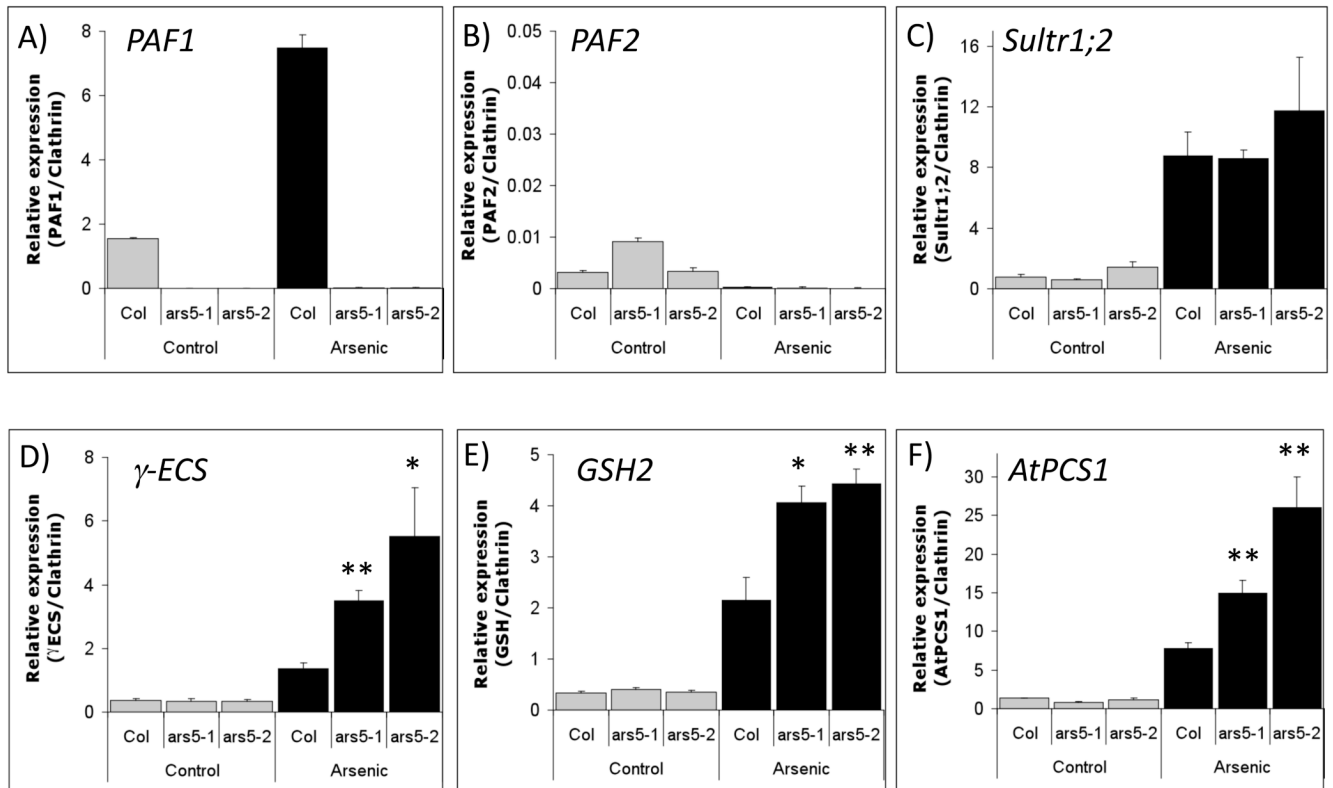 A) PAF1
Relative expression
(PAF1/Clathrin)
8
6
4
2
0
Col ars5-1 ars5-2 Col ars5-1 ars5-2
Control Arsenic
B) PAF2
Relative expression
(PAF2/Clathrin)
0.05
0.04
0.03
0.02
0.01
0
Col ars5-1 ars5-2 Col ars5-1 ars5-2
Control Arsenic
C) Sultr1;2
Relative expression
(Sultr1;2/Clathrin)
16
12
8
4
0
Col ars5-1 ars5-2 Col ars5-1 ars5-2
Control Arsenic
D) γ-ECS
Relative expression
(γECS/Clathrin)
8
6
4
2
0
** *
Col ars5-1 ars5-2 Col ars5-1 ars5-2
Control Arsenic
E) GSH2
Relative expression
(GSH/Clathrin)
5
4
3
2
1
0
* **
Col ars5-1 ars5-2 Col ars5-1 ars5-2
Control Arsenic
F) AtPCS1
Relative expression
(AtPCS1/Clathrin)
30
25
20
15
10
5
0
** **
Col ars5-1 ars5-2 Col ars5-1 ars5-2
Control Arsenic